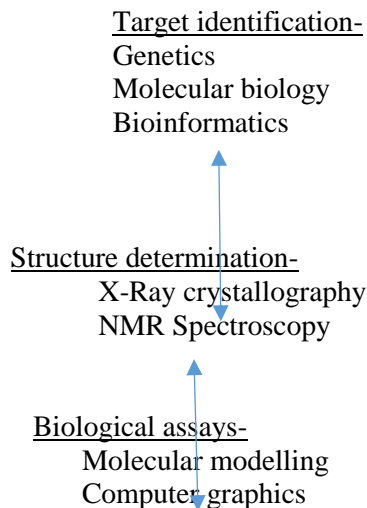 Target identification-
Genetics
Molecular biology
Bioinformatics
Structure determination-
X-Ray crystallography
NMR Spectroscopy
Biological assays-
Molecular modelling
Computer graphics